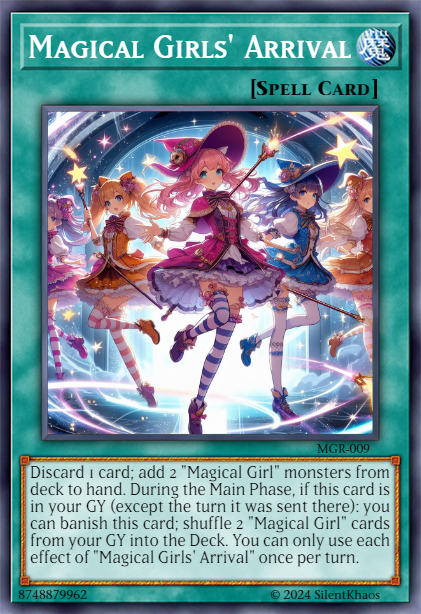 Magical Girls' Arrival 魔
[Spell Card]
MGR-009
Discard 1 card; add 2 "Magical Girl" monsters from
deck to hand. During the Main Phase, if this card is
in your GY (except the turn it was sent there): you
can banish this card; shuffle 2 "Magical Girl" cards
from your GY into the Deck. You can only use each
effect of "Magical Girls' Arrival" once per turn.
8748879962 © 2024 SilentKhaos